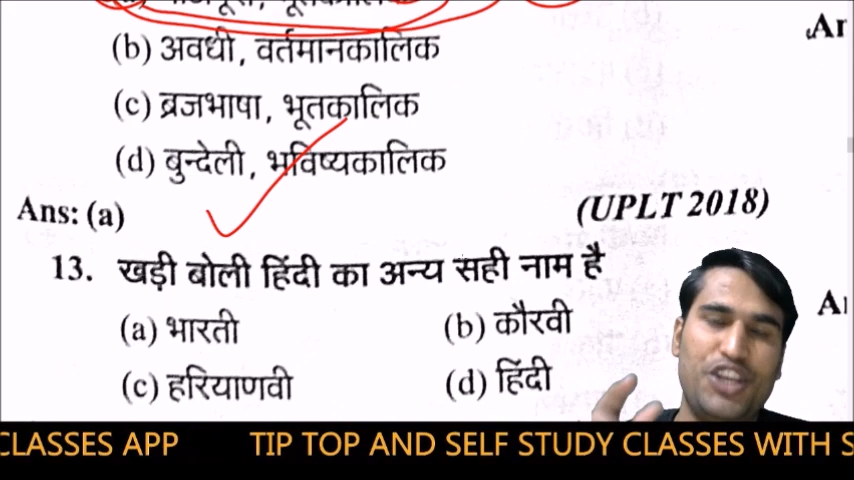 (b) अवधी, वर्तमानकालिक
(c) ब्रजभाषा, भूतकालिक
(d) बुन्देली, भविष्यकालिक
Ans: (a)
(UPLT 2018)
13. खड़ी बोली हिंदी का अन्य सही नाम है
(a) भारती
(b) कौरवी
(c) हरियाणवी
(d) हिंदी
CLASSES APP TIP TOP AND SELF STUDY CLASSES WITH S